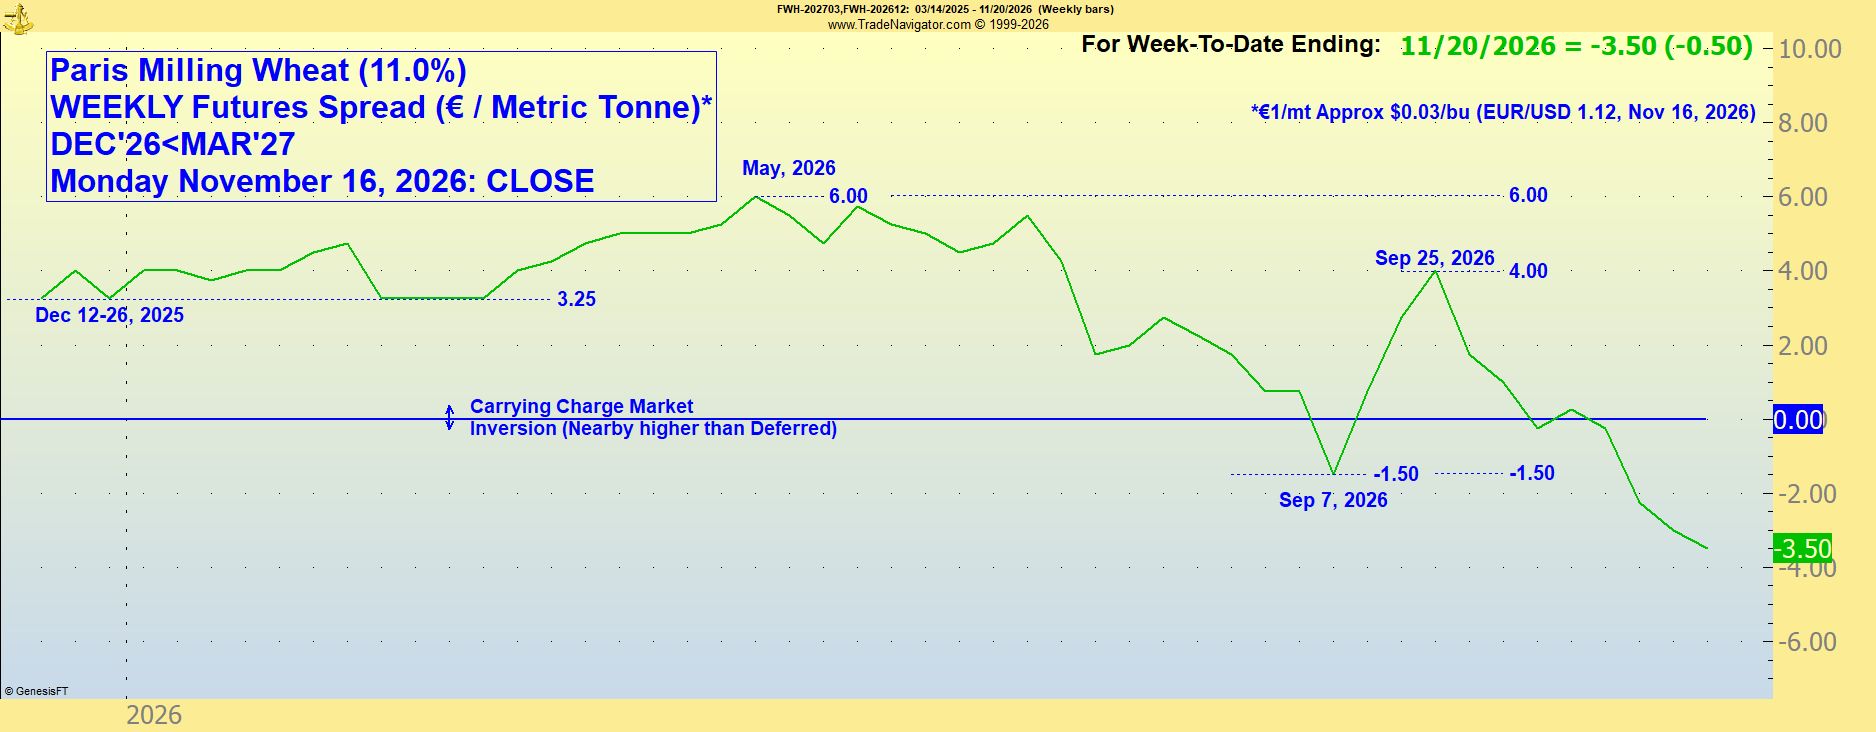 FWH-202703,FWH-202612: 03/14/2025 - 11/20/2026 (Weekly bars)
www.TradeNavigator.com © 1999-2026
For Week-To-Date Ending: 11/20/2026 = -3.50 (-0.50)
Paris Milling Wheat (11.0%)
WEEKLY Futures Spread (€ / Metric Tonne)*
DEC'26<MAR'27
Monday November 16, 2026: CLOSE
*€1/mt Approx $0.03/bu (EUR/USD 1.12, Nov 16, 2026)
May, 2026
6.00
6.00
Sep 25, 2026
4.00
3.25
Dec 12-26, 2025
Carrying Charge Market
Inversion (Nearby higher than Deferred)
-1.50
-1.50
Sep 7, 2026
10.00
8.00
6.00
4.00
2.00
0.00
-2.00
-3.50
-4.00
-6.00
© GenesisFT
2026